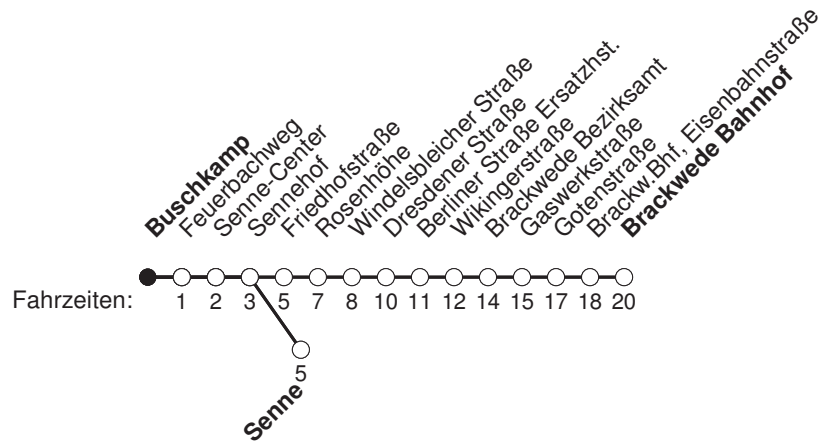 Buschkamp
Feuerbachweg
Senne-Center
Sennehof
Friedhofstraße
Rosenhöhe
Windelsbleicher Straße
Dresdener Straße
Berliner Straße Ersatzhst.
Wikingerstraße
Brackwede Bezirksamt
Gaswerkstraße
Gotenstraße
Brackw. Bhf, Eisenbahnstraße
Brackwede Bahnhof
Fahrzeiten: 1 2 3 5 7 8 10 11 12 14 15 17 18 20
5
Senne